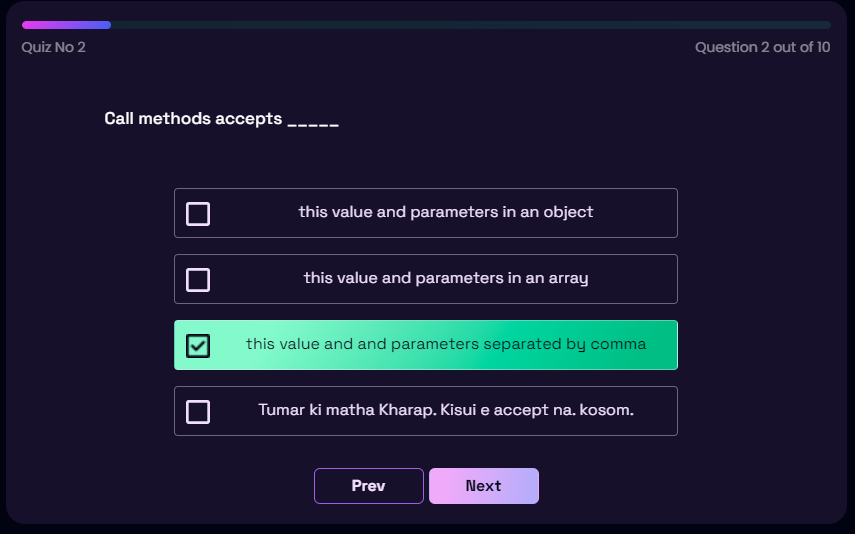 Quiz No 2
Question 2 out of 10
Call methods accepts _____
this value and parameters in an object
this value and parameters in an array
this value and and parameters separated by comma
Tumar ki matha Kharap. Kisui e accept na. kosom.
Prev
Next